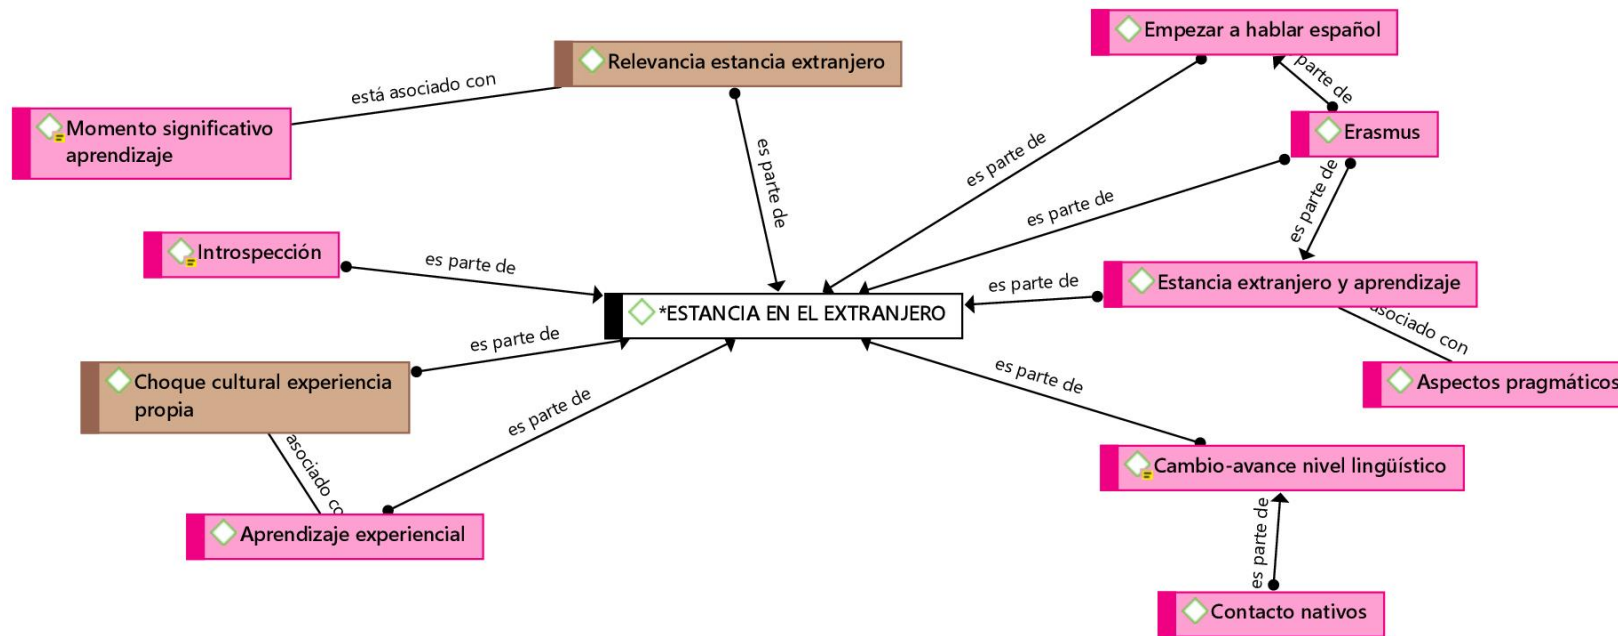 Empezar a hablar español
Relevancia estancia extranjero
parte de
está asociado con
Momento significativo
aprendizaje
Erasmus
es parte de
es parte de
es parte de
es parte de
Introspección
es parte de
Estancia extranjero y aprendizaje
es parte de
*ESTANCIA EN EL EXTRANJERO
asociado con
es parte de
Choque cultural experiencia
propia
es parte de
Aspectos pragmáticos
es parte de
asociado co
Cambio-avance nivel lingüístico
Aprendizaje experiencial
es parte de
Contacto nativos